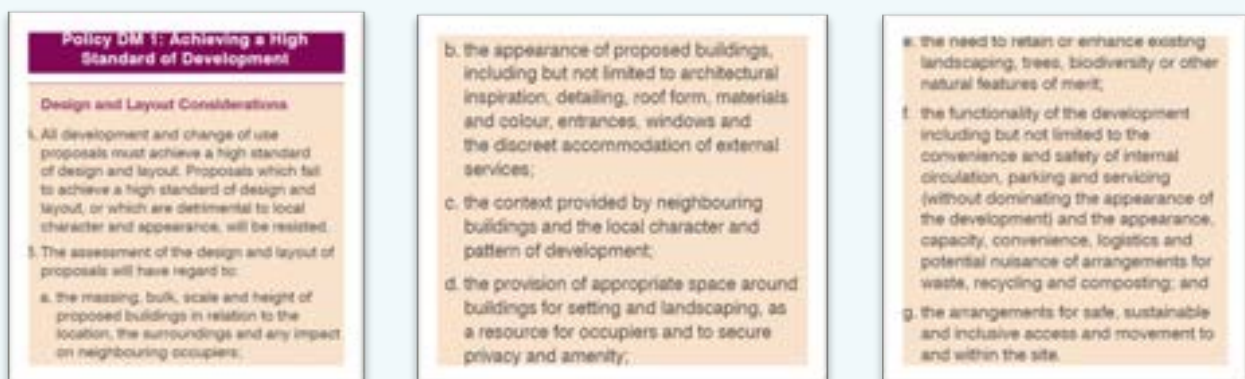 Policy DM 1: Achieving a High
Standard of Development
Design and Layout Considerations
A. All development and change of use
proposals must achieve a high standard
of design and layout. Proposals which fail
to achieve a high standard of design and
layout, or which are detrimental to local
character and appearance, will be resisted.
B. The assessment of the design and layout of
proposals will have regard to:
a. the massing, bulk, scale and height of
proposed buildings in relation to the
location, the surroundings and any impact
on neighbouring occupiers;
b. the appearance of proposed buildings,
including but not limited to architectural
inspiration, detailing, roof form, materials
and colour, entrances, windows and
the discreet accommodation of external
services;
c. the context provided by neighbouring
buildings and the local character and
pattern of development;
d. the provision of appropriate space around
buildings for setting and landscaping, as
a resource for occupiers and to secure
privacy and amenity;
e. the need to retain or enhance existing
landscaping, trees, biodiversity or other
natural features of merit;
f. the functionality of the development
including but not limited to the
convenience and safety of internal
circulation, parking and servicing
(without dominating the appearance of
the development) and the appearance,
capacity, convenience, logistics and
potential nuisance of arrangements for
waste, recycling and composting; and
g. the arrangements for safe, sustainable
and inclusive access and movement to
and within the site.